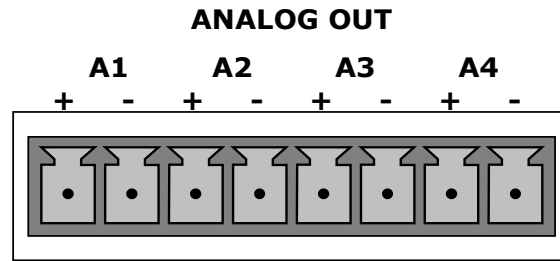 ANALOG OUT
A1 A2 A3 A4
+ - + - + - + -